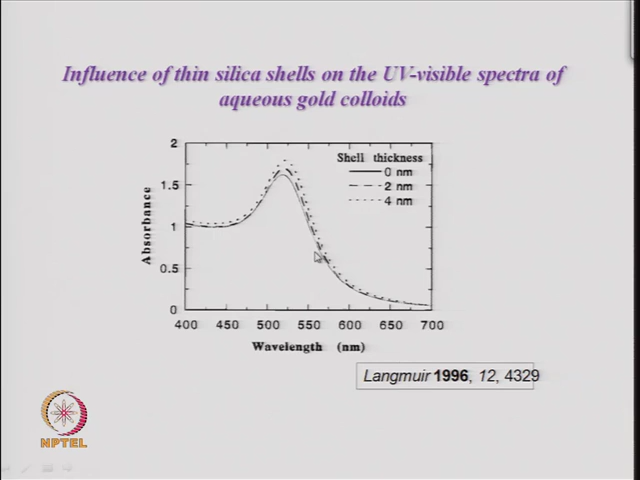 Influence of thin silica shells on the UV-visible spectra of
aqueous gold colloids
Shell thickness
0 nm
2 nm
4 nm
2
1.5
1
0.5
0
Absorbance
400 450 500 550 600 650 700
Wavelength (nm)
Langmuir 1996, 12, 4329
NPTEL